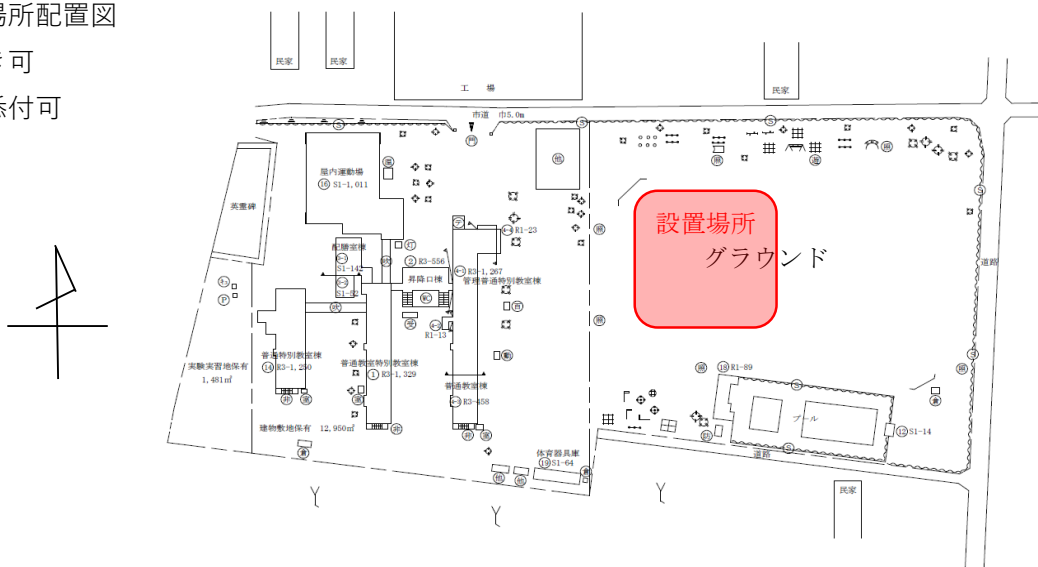 場所配置図
可
添付可
民家
民家
工 場
民家
市道 巾5.0m
門
他
屋内運動場
⑯ S1-1,011
英霊碑
設置場所
グラウンド
道路
R1-23
配膳室棟
S1-142
S1-52
灯
② R3-556
昇降口棟
R3-1,267
管理普通特別教室棟
R1-13
受
P
実験実習地保有
1,481㎡
普通特別教室棟
⑭ R3-1,250
普通教室特別教室棟
① R3-1,329
普通教室棟
R3-458
建物敷地保有 12,950㎡
⑱ R1-89
プール
⑫ S1-14
倉
防
体育器具庫
⑲ S1-64
道路
民家